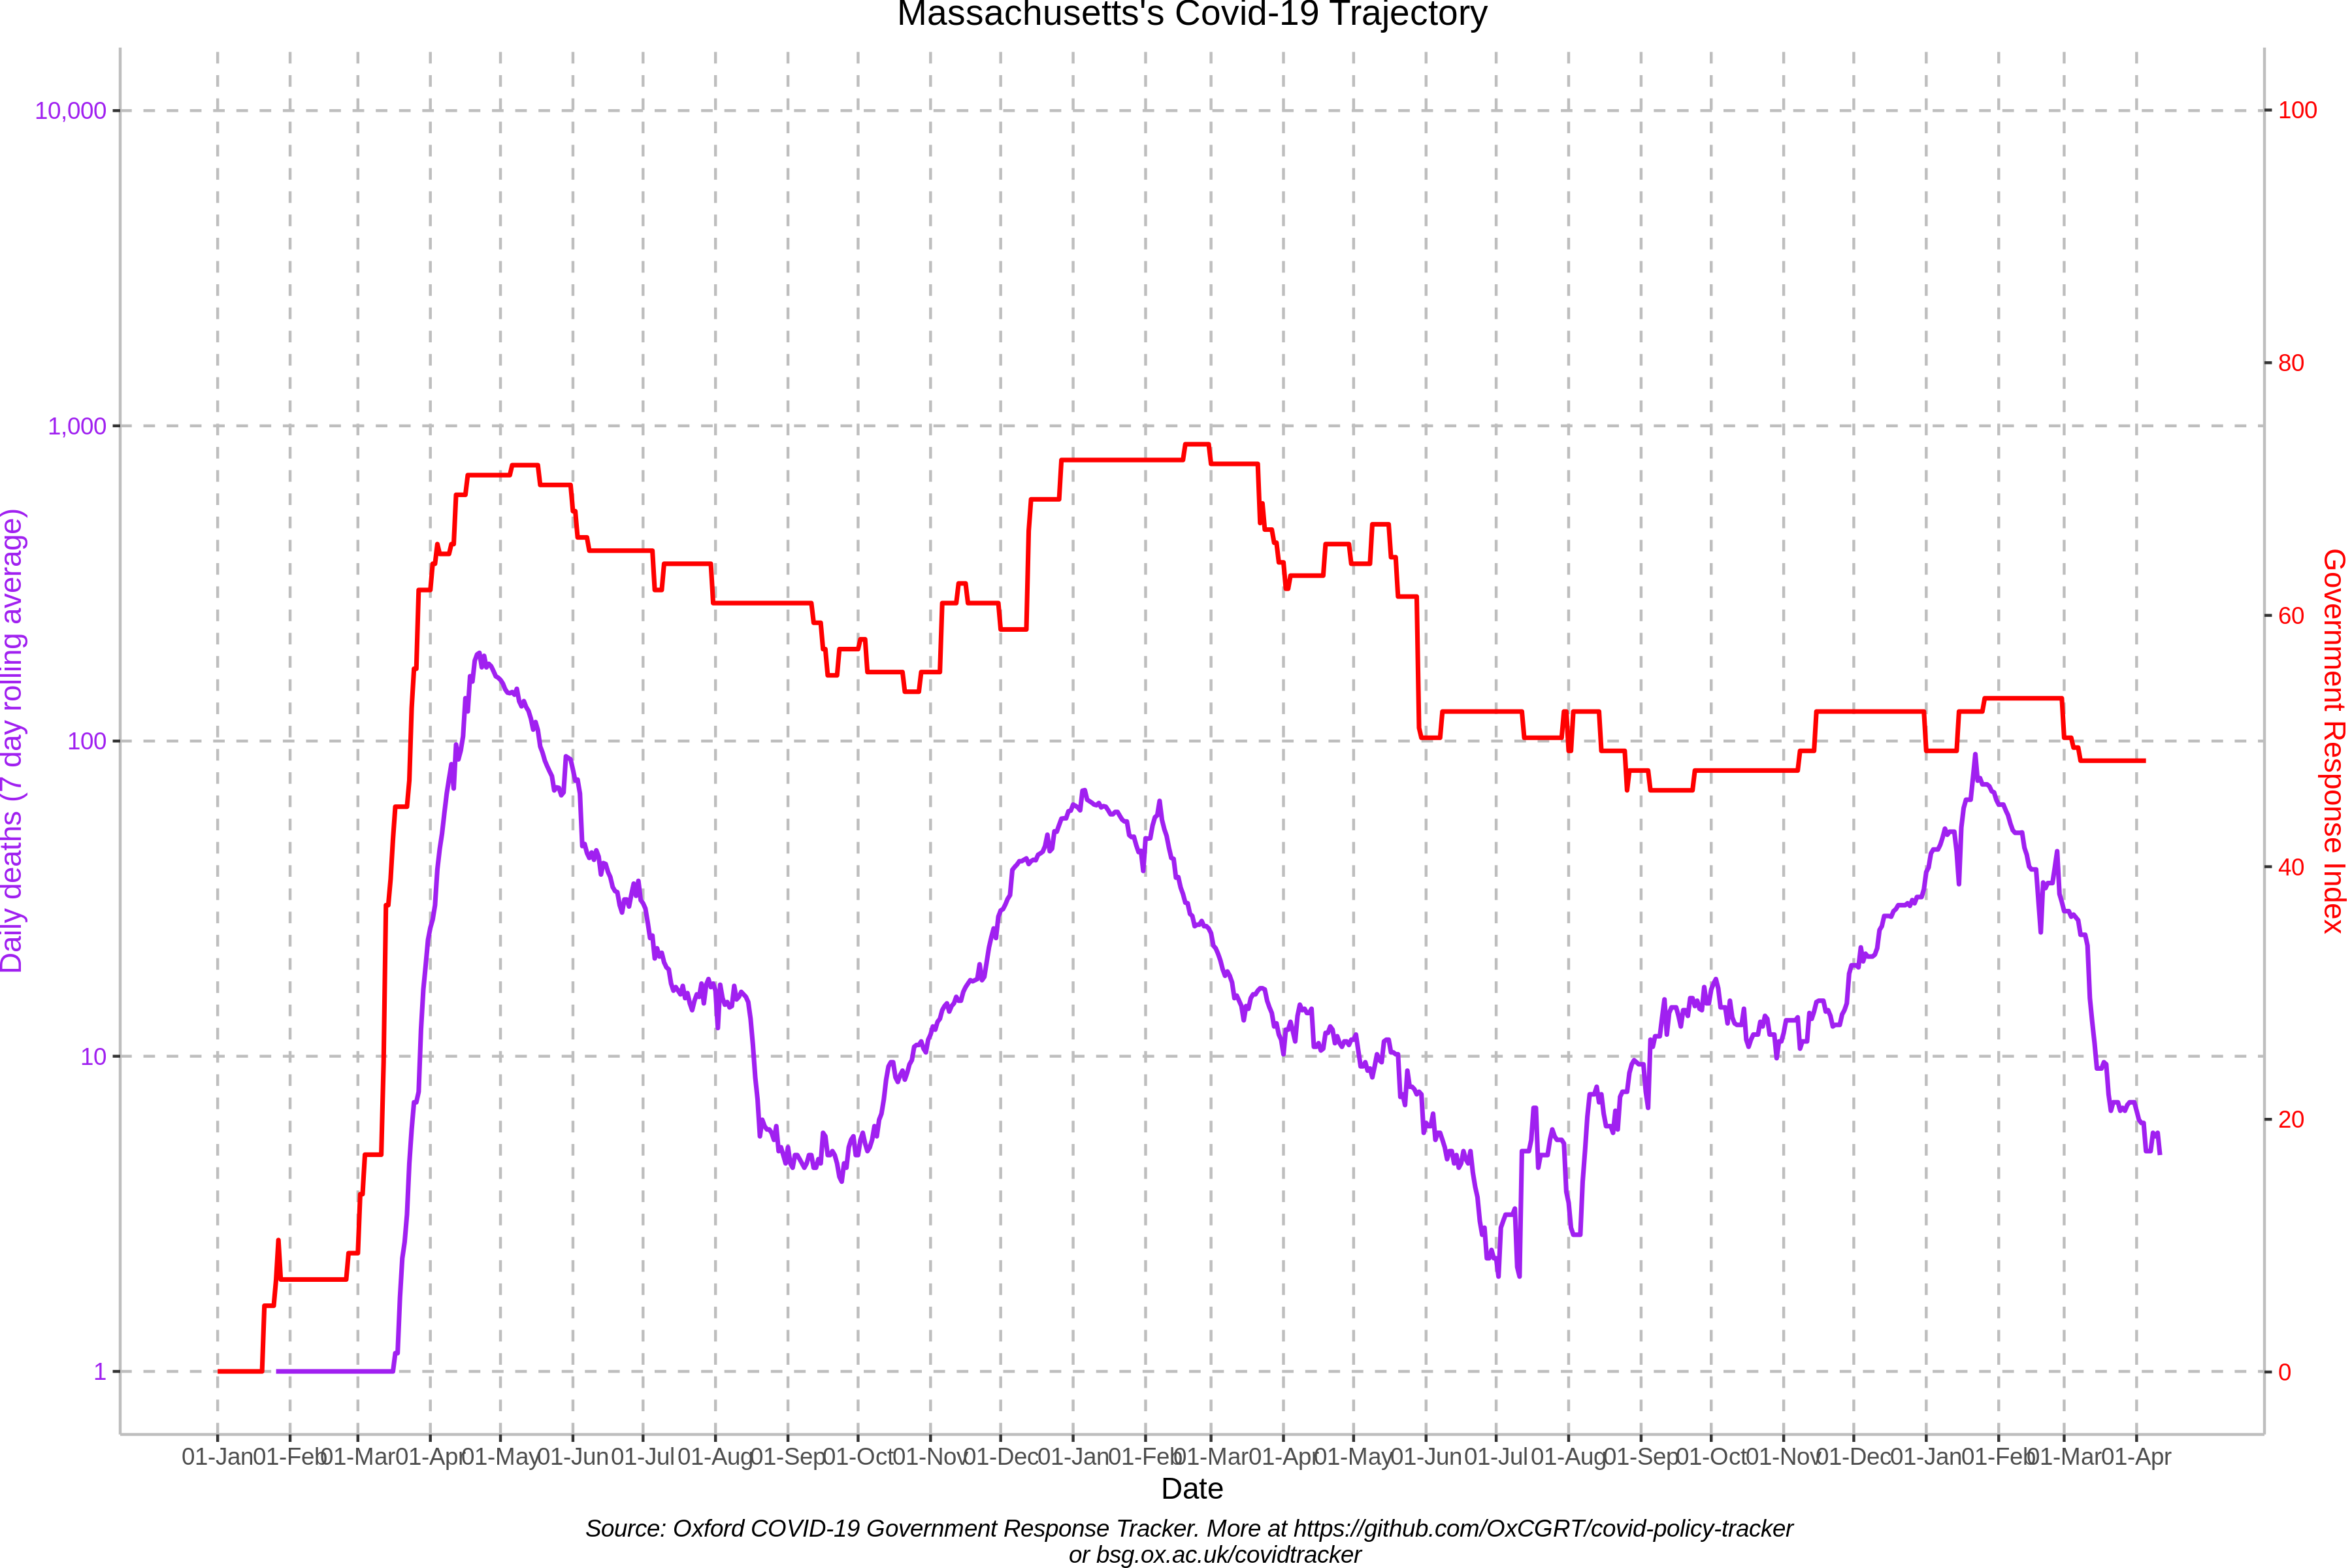 Massachusetts's Covid-19 Trajectory
10,000
1,000
100
10
1
Daily deaths (7 day rolling average)
100
80
60
40
20
0
Government Response Index
01-Jan 01-Feb 01-Mar 01-Apr 01-May 01-Jun 01-Jul 01-Aug 01-Sep 01-Oct 01-Nov 01-Dec 01-Jan 01-Feb 01-Mar 01-Apr 01-May 01-Jun 01-Jul 01-Aug 01-Sep 01-Oct 01-Nov 01-Dec 01-Jan 01-Feb 01-Mar 01-Apr
Date
Source: Oxford COVID-19 Government Response Tracker. More at https://github.com/OxCGRT/covid-policy-tracker
or bsg.ox.ac.uk/covidtracker